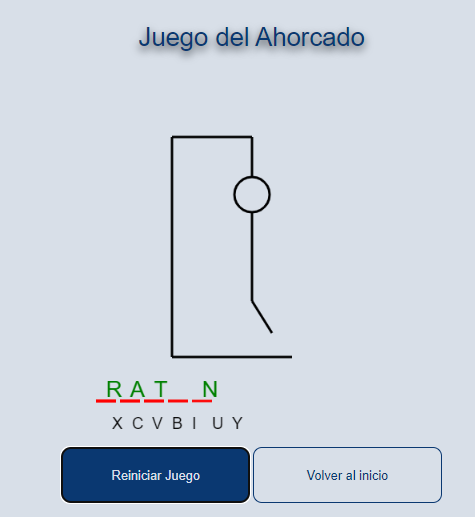 Juego del Ahorcado
R A T _ N
X C V B I U Y
Reiniciar Juego Volver al inicio